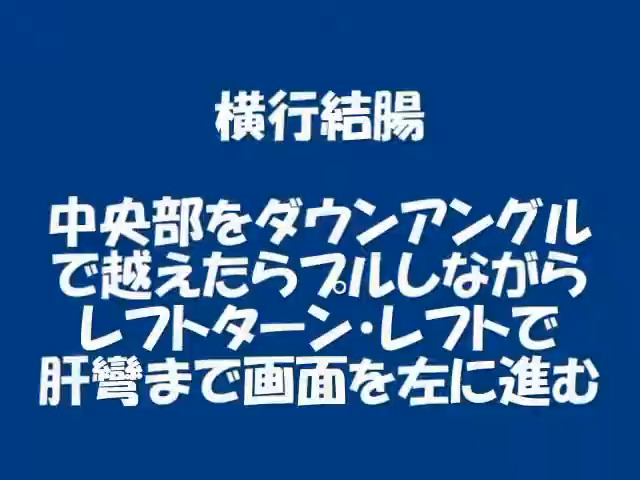 横行結腸
中央部をダウンアングル
で越えたらプルしながら
レフトターン・レフトで
肝彎まで画面を左に進む